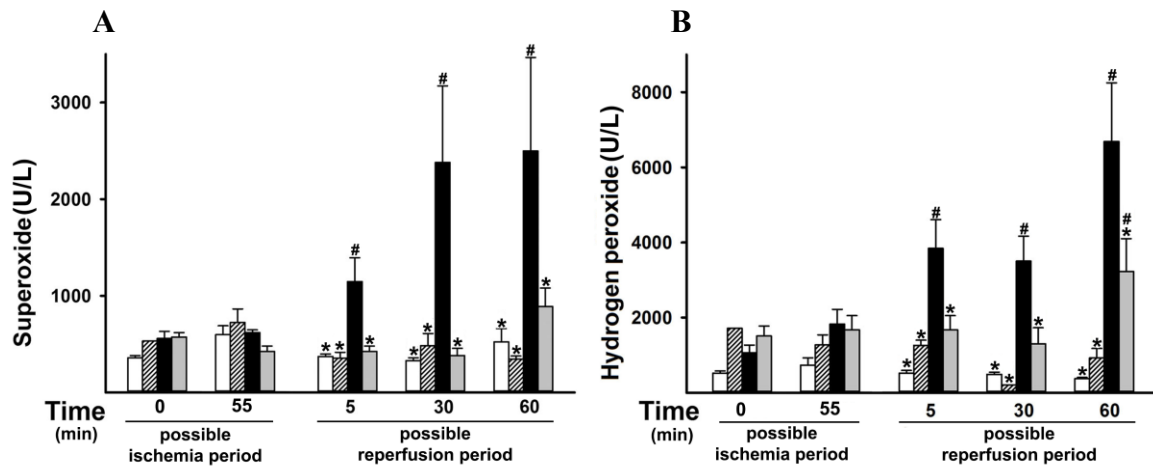 A
Superoxide(U/L)
3000
2000
1000
# # #
* * * * * * * * *
Time
(min)
0 55 5 30 60
possible
ischemia period
possible
reperfusion period
B
Hydrogen peroxide(U/L)
8000
6000
4000
2000
0
# # # #
* * * * * * * * *
Time
(min)
0 55 5 30 60
possible
ischemia period
possible
reperfusion period